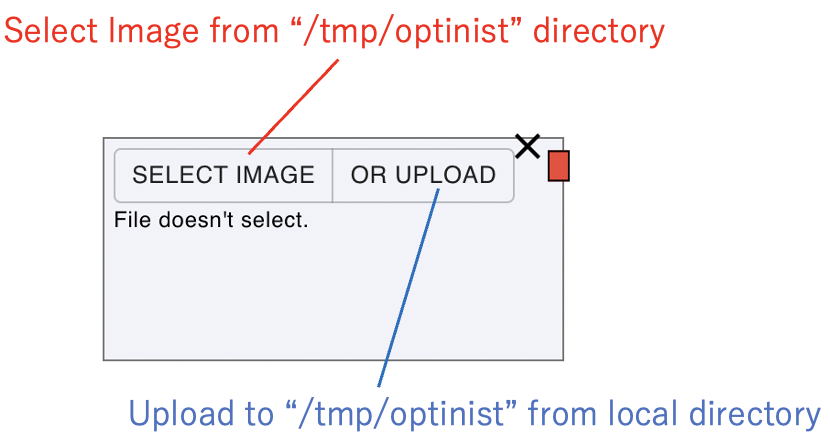 Select Image from “/tmp/optinist” directory
SELECT IMAGE OR UPLOAD
File doesn't select.
Upload to “/tmp/optinist” from local directory